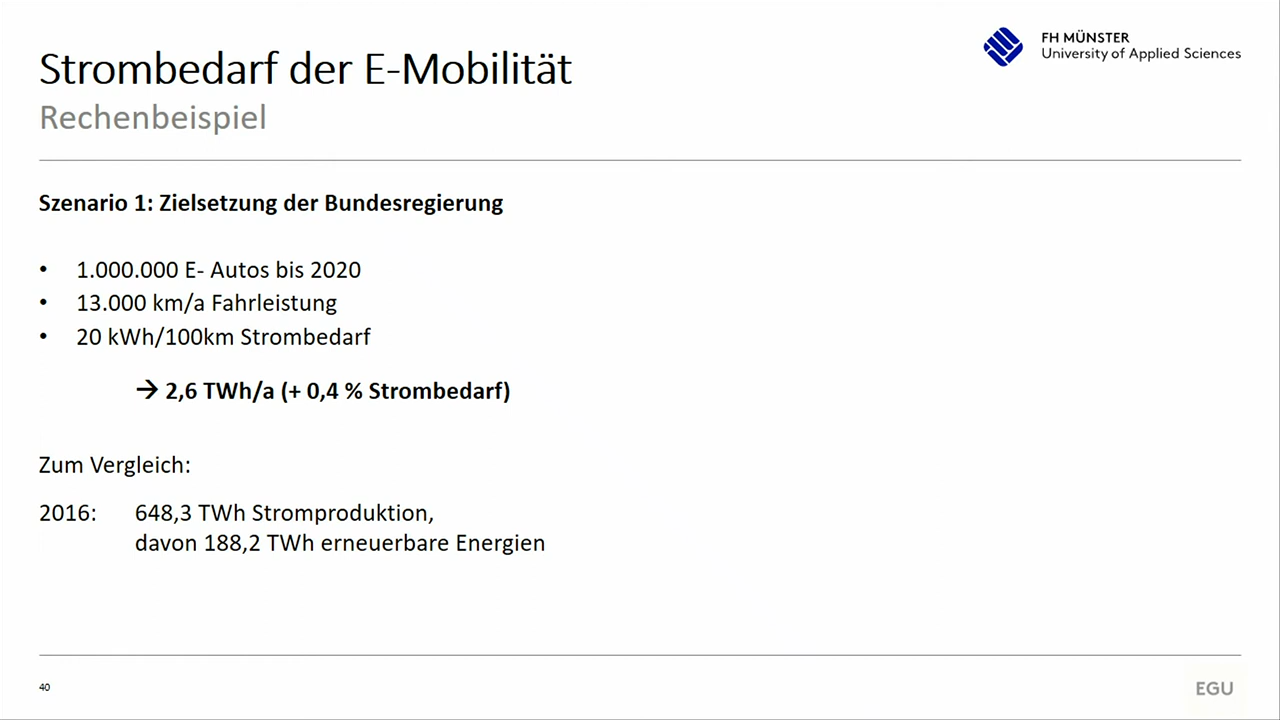 Strombedarf der E-Mobilität
Rechenbeispiel
FH MÜNSTER
University of Applied Sciences
Szenario 1: Zielsetzung der Bundesregierung
• 1.000.000 E- Autos bis 2020
• 13.000 km/a Fahrleistung
• 20 kWh/100km Strombedarf
→ 2,6 TWh/a (+ 0,4 % Strombedarf)
Zum Vergleich:
2016: 648,3 TWh Stromproduktion,
davon 188,2 TWh erneuerbare Energien
40
EGU